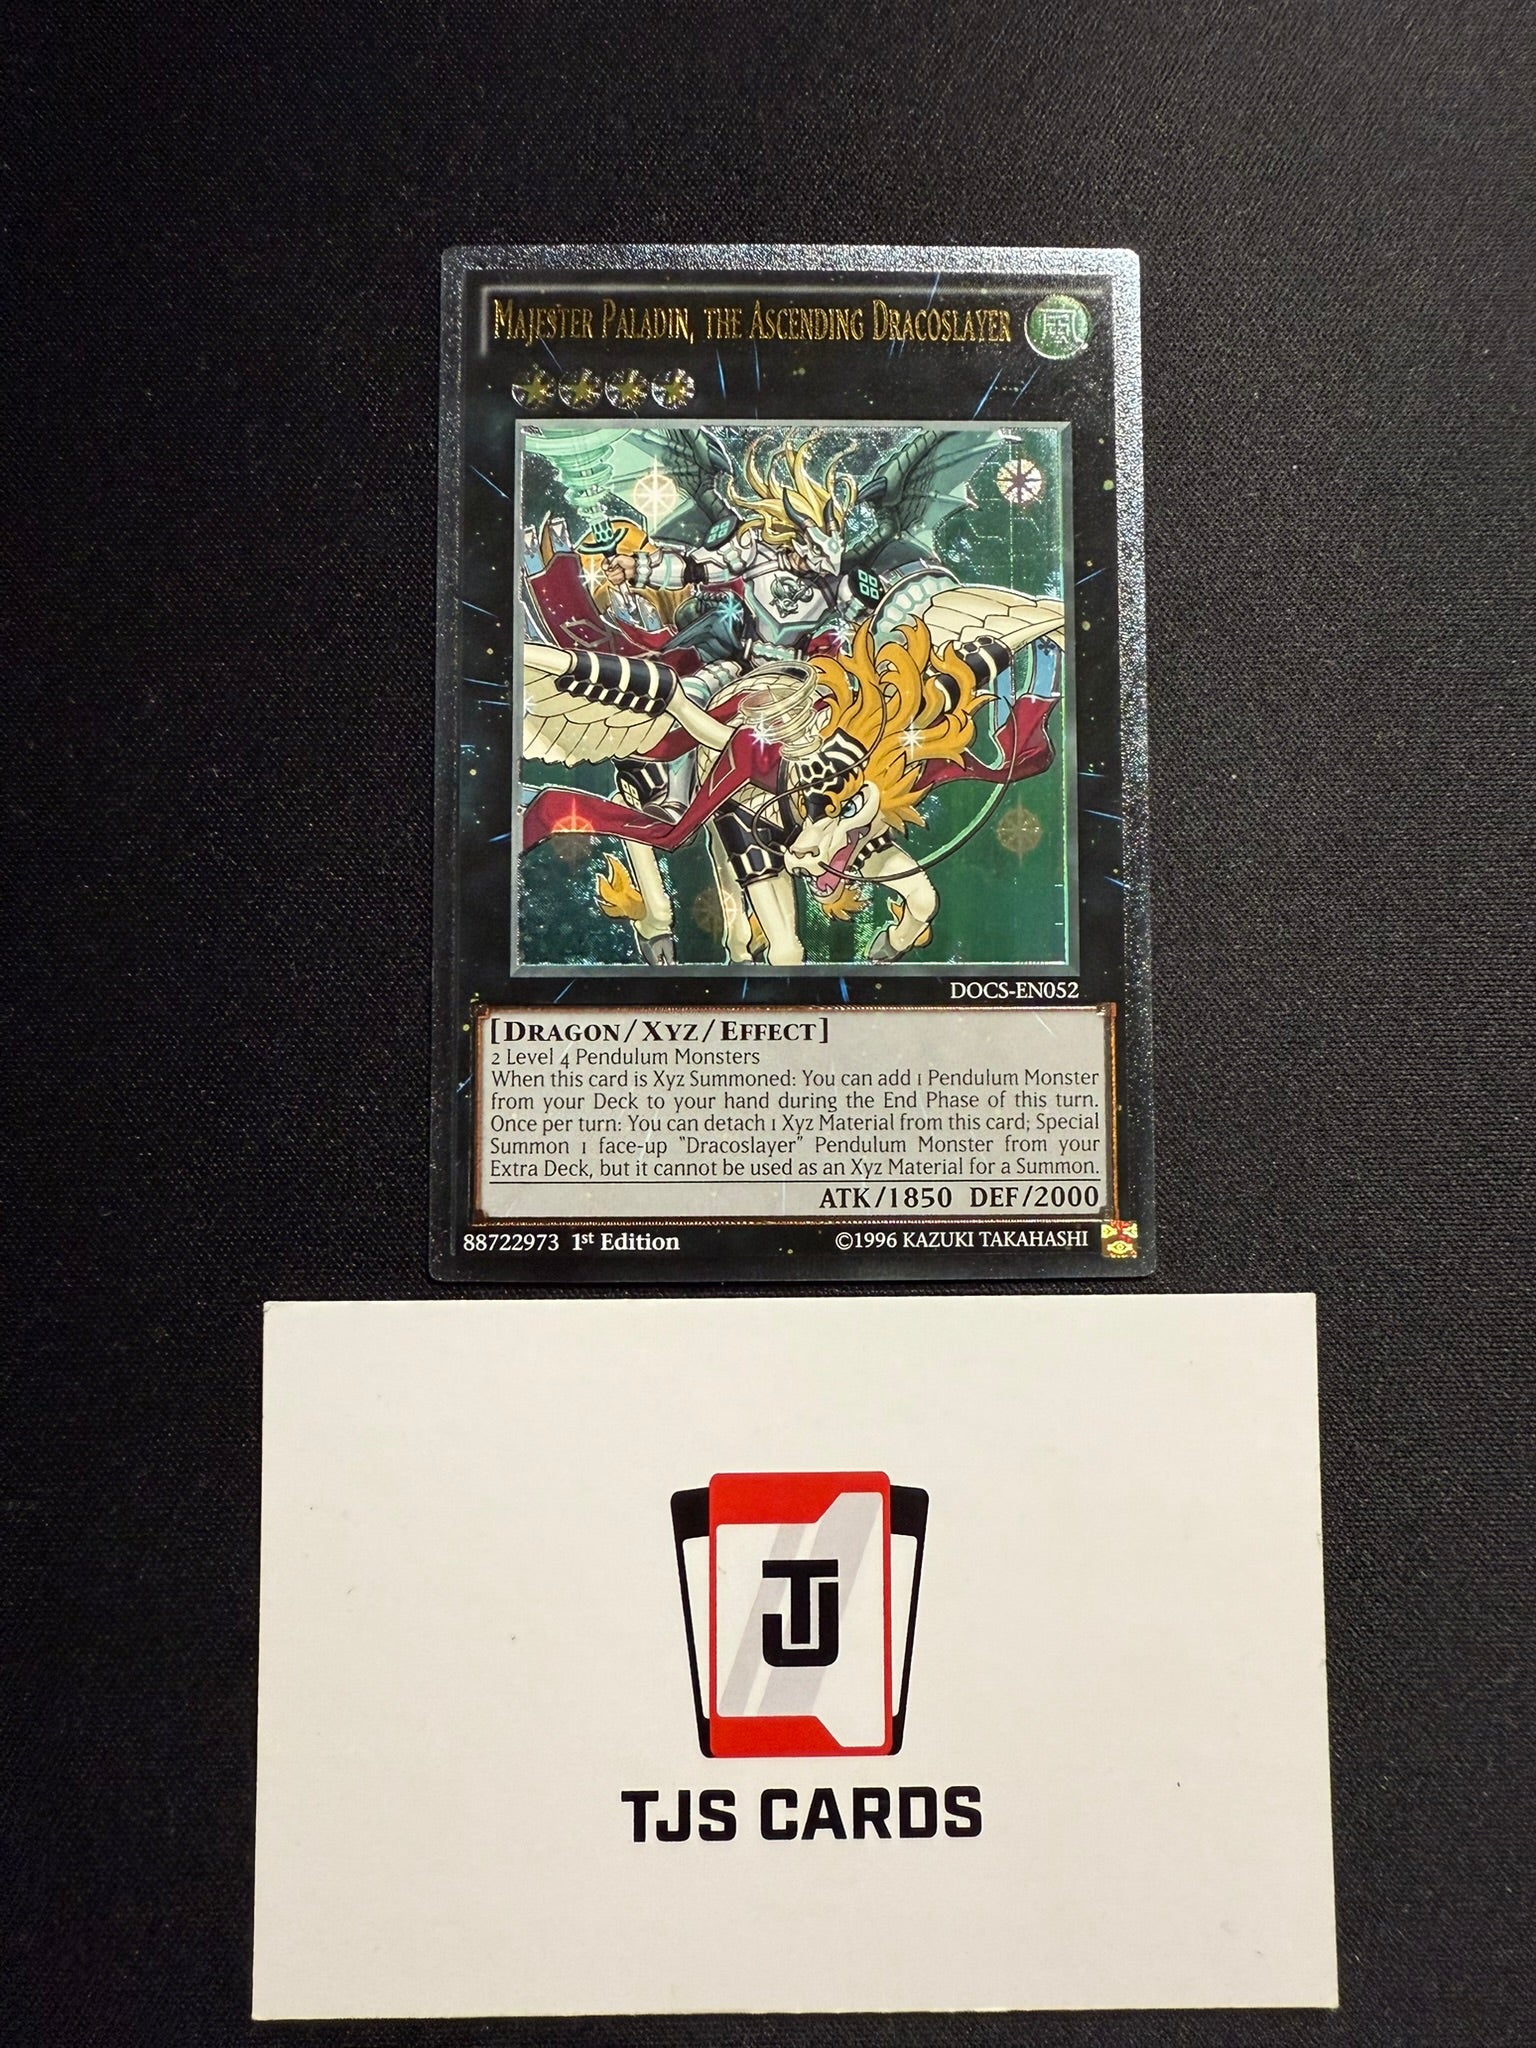 MAJESTER PALADIN, THE ASCENDING DRACOSLAYER
風
DOCS-EN052
[DRAGON/XYZ/EFFECT]
2 Level 4 Pendulum Monsters
When this card is Xyz Summoned: You can add 1 Pendulum Monster
from your Deck to your hand during the End Phase of this turn.
Once per turn: You can detach 1 Xyz Material from this card; Special
Summon 1 face-up "Dracoslayer" Pendulum Monster from your
Extra Deck, but it cannot be used as an Xyz Material for a Summon.
ATK/1850 DEF/2000
88722973 1st Edition
©1996 KAZUKI TAKAHASHI
TJ
TJS CARDS